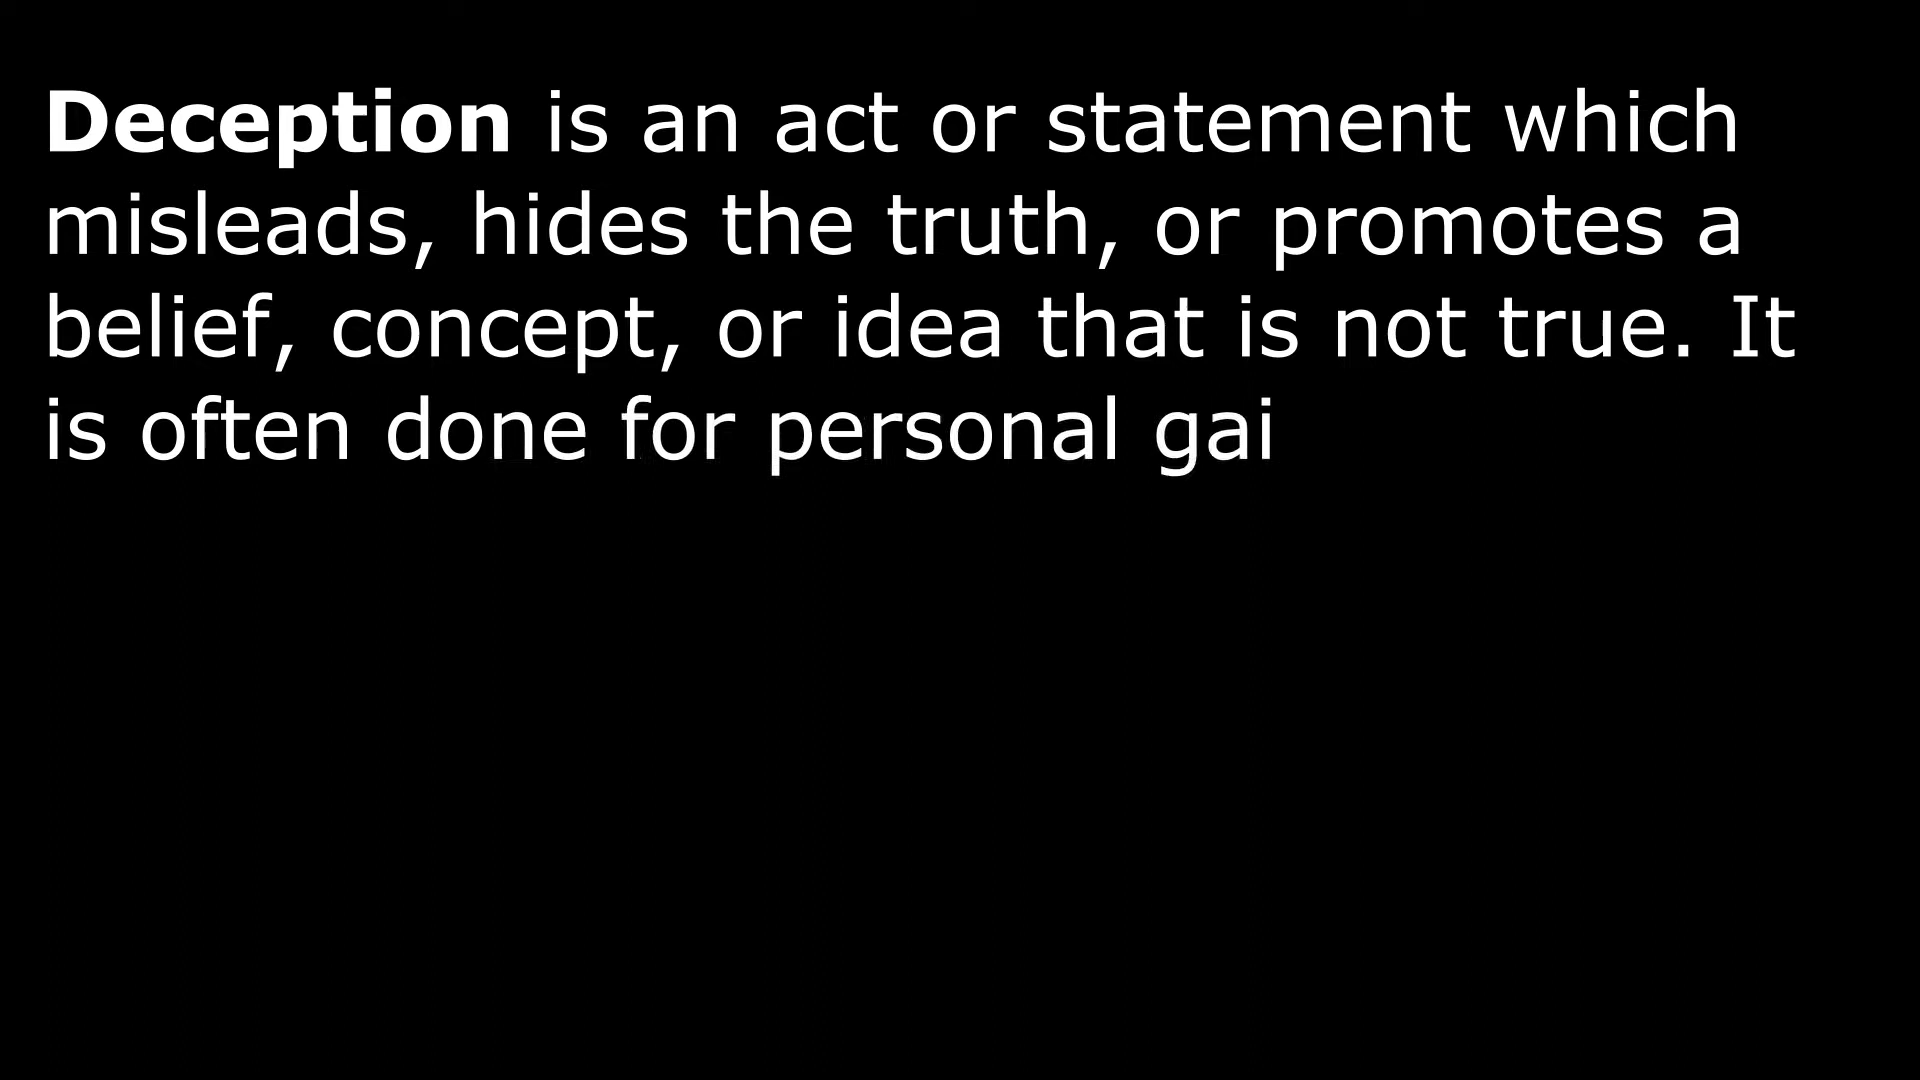 Deception is an act or statement which
misleads, hides the truth, or promotes a
belief, concept, or idea that is not true. It
is often done for personal gai